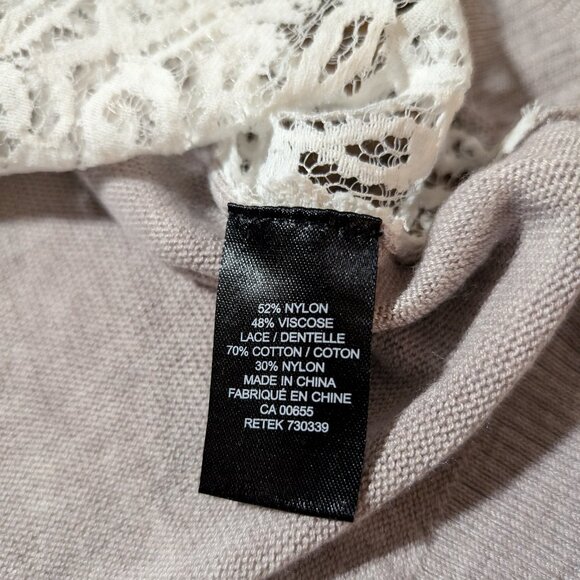 52% NYLON
48% VISCOSE
LACE / DENTELLE
70% COTTON / COTON
30% NYLON
MADE IN CHINA
FABRIQUÉ EN CHINE
CA 00655
RETEK 730339